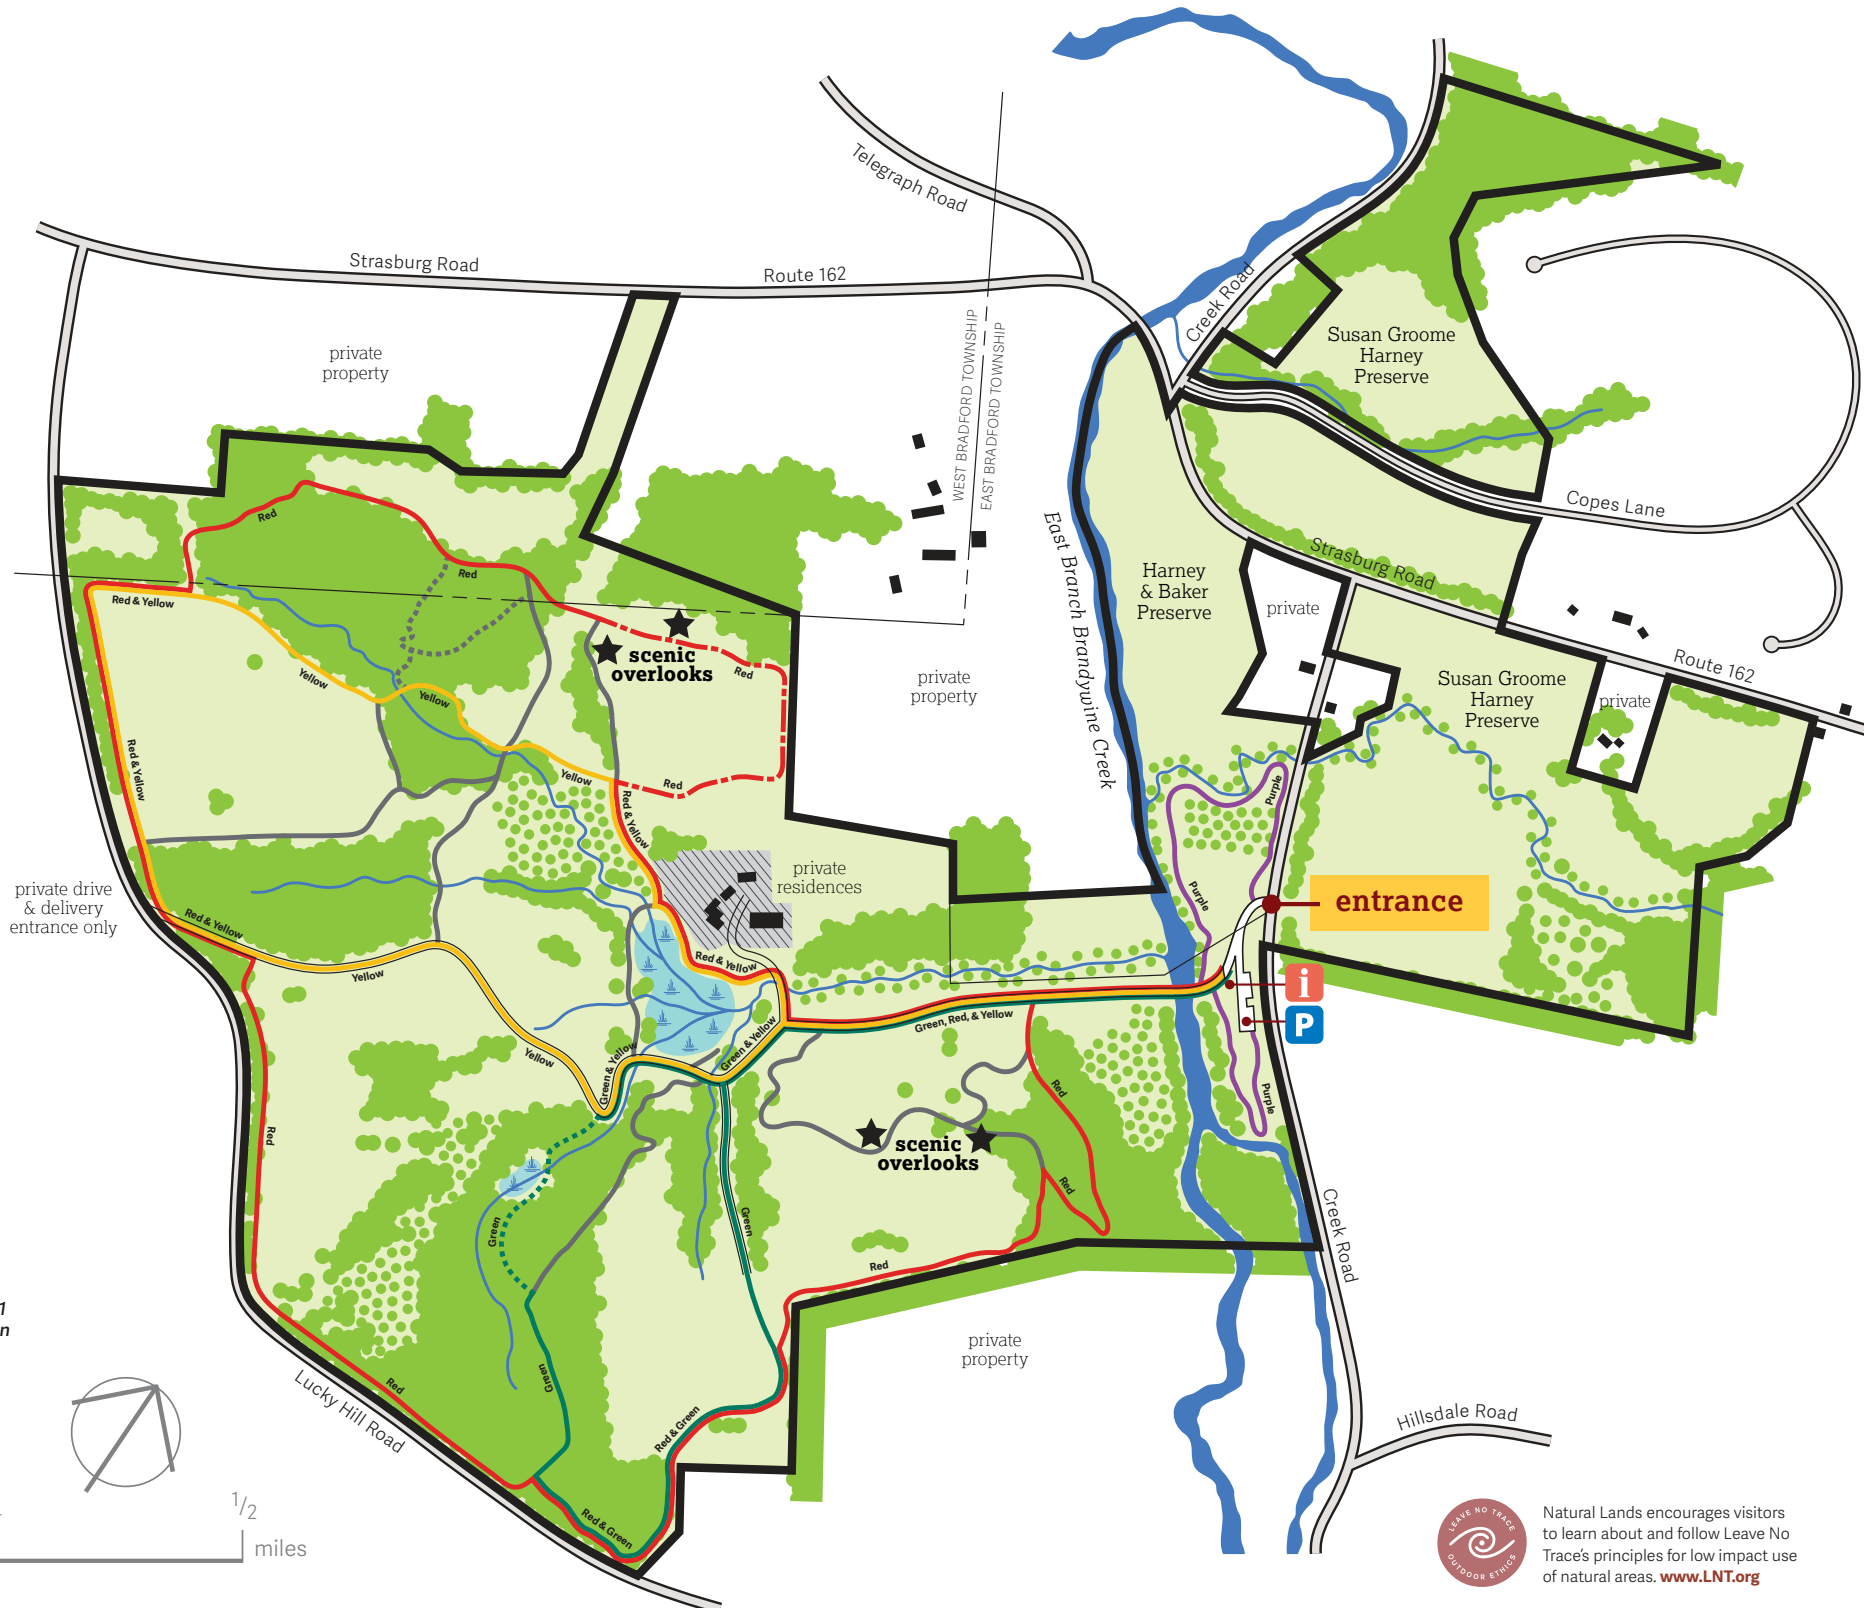 Telegraph Road
Strasburg Road
Route 162
Creek Road
Susan Groome
Harney
Preserve
private
property
WEST BRADFORD TOWNSHIP
EAST BRADFORD TOWNSHIP
Copes Lane
Strasburg Road
East Branch Brandywine Creek
Harney
& Baker
Preserve
private
Route 162
Susan Groome
Harney
Preserve
private
Red
Red
Red & Yellow
scenic
overlooks
Red
private
property
Yellow
Yellow
Red & Yellow
Yellow
Red
Red & Yellow
Purple
private
residences
Purple
entrance
private drive
& delivery
entrance only
Red & Yellow
Yellow
Red & Yellow
i
P
Green, Red, & Yellow
Green & Yellow
Green & Yellow
Yellow
Red
Purple
Red
scenic
overlooks
Red
Green
Green
Creek Road
Red
private
property
1
n
Green
Red
Lucky Hill Road
Red & Green
Red & Green
Hillsdale Road
1/2
miles
LEAVE NO TRACE
OUTDOOR ETHICS
Natural Lands encourages visitors
to learn about and follow Leave No
Trace's principles for low impact use
of natural areas. www.LNT.org